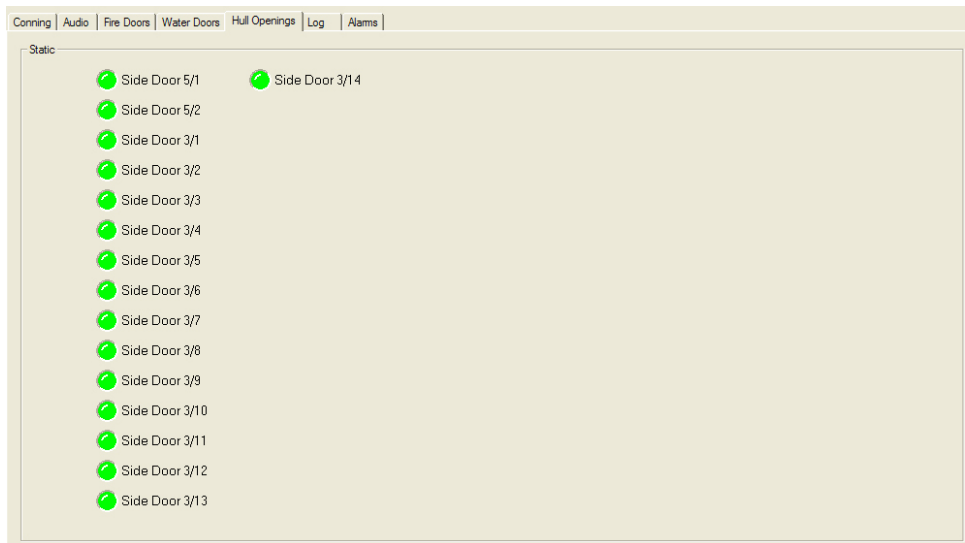 Conning Audio Fire Doors Water Doors Hull Openings Log Alarms
Static
Side Door 5/1 Side Door 3/14
Side Door 5/2
Side Door 3/1
Side Door 3/2
Side Door 3/3
Side Door 3/4
Side Door 3/5
Side Door 3/6
Side Door 3/7
Side Door 3/8
Side Door 3/9
Side Door 3/10
Side Door 3/11
Side Door 3/12
Side Door 3/13